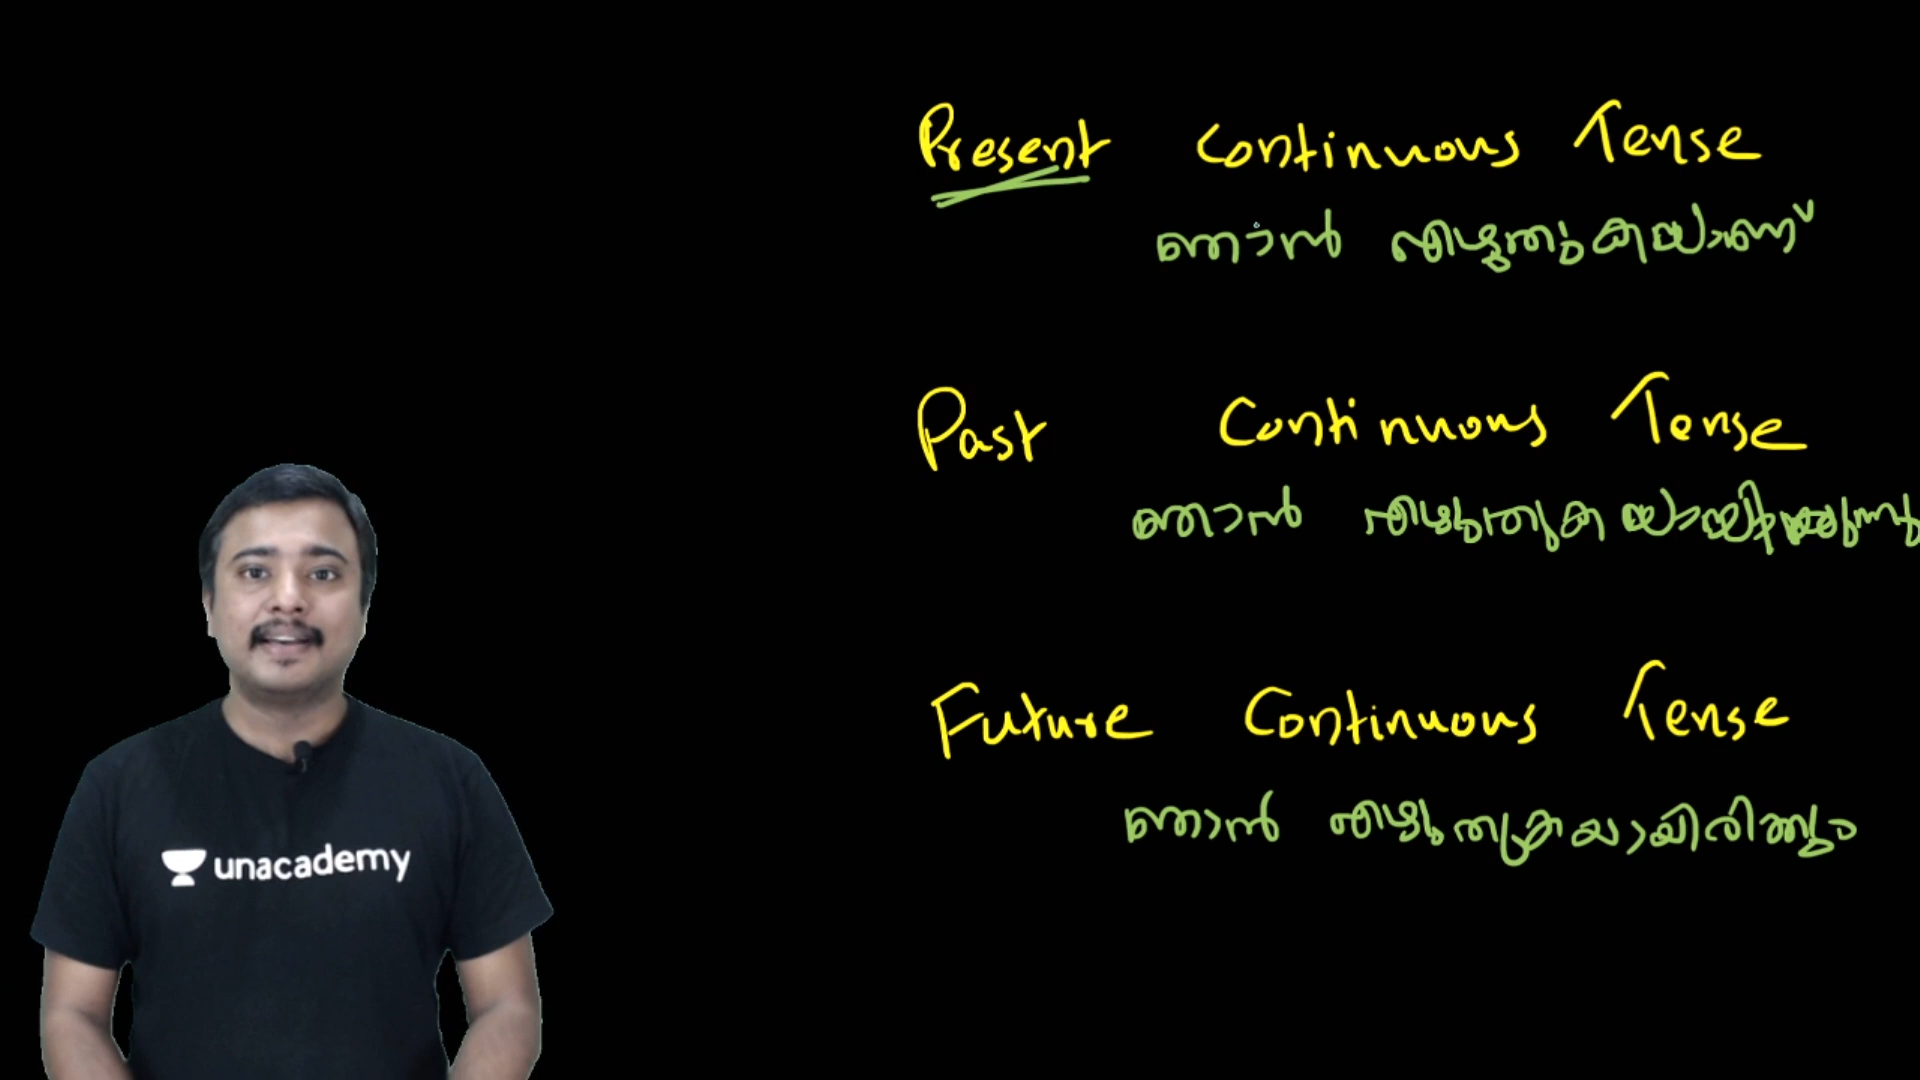 Present Continuous Tense
ഞാൻ എഴുതുകയാണ്
Past Continuous Tense
ഞാൻ എഴുതുകയായിരുന്നു
Future Continuous Tense
ഞാൻ എഴുതുകയായിരിക്കും
unacademy